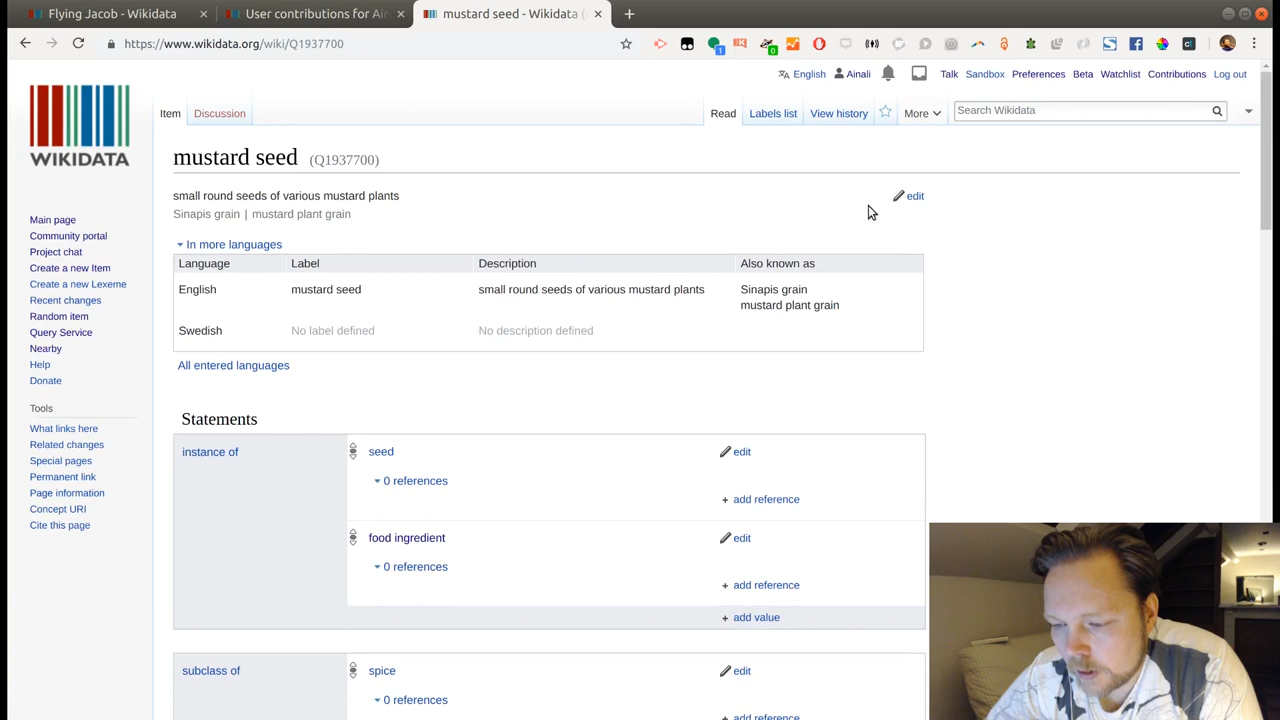 Flying Jacob - Wikidata
User contributions for Ain
mustard seed - Wikidata (
https://www.wikidata.org/wiki/Q1937700
English Ainali Talk Sandbox Preferences Beta Watchlist Contributions Log out
Item Discussion Read Labels list View history More Search Wikidata
WIKIDATA
mustard seed (Q1937700)
small round seeds of various mustard plants edit
Sinapis grain | mustard plant grain
In more languages
Language Label Description Also known as
English mustard seed small round seeds of various mustard plants Sinapis grain
mustard plant grain
Swedish No label defined No description defined
All entered languages
Main page
Community portal
Project chat
Create a new Item
Create a new Lexeme
Recent changes
Random item
Query Service
Nearby
Help
Donate
Tools
What links here
Related changes
Special pages
Permanent link
Page information
Concept URI
Cite this page
Statements
instance of seed edit
0 references
+ add reference
food ingredient edit
0 references
+ add reference
+ add value
subclass of spice edit
0 references
add reference